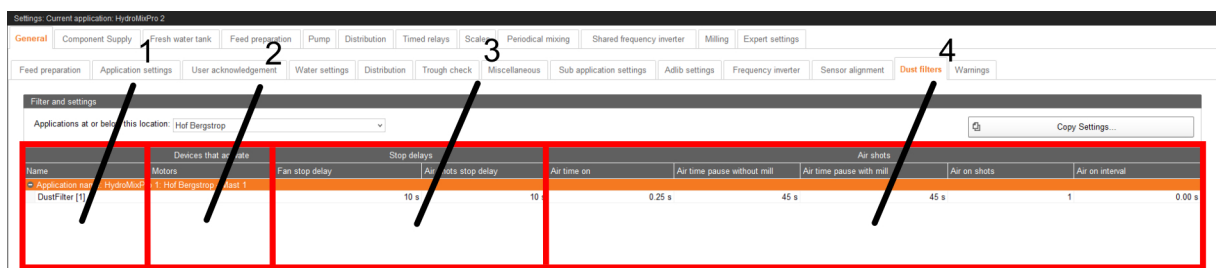 Settings: Current application: HydroMixPro 2
General Component Supply Fresh water tank Feed preparation Pump Distribution Timed relays Scales Periodical mixing Shared frequency inverter Milling Expert settings
1 2 3 4
Feed preparation Application settings User acknowledgement Water settings Distribution Trough check Miscellaneous Sub application settings Adlib settings Frequency inverter Sensor alignment Dust filters Warnings
Filter and settings
Applications at or below this location: Hof Bergstrop Copy Settings...
Devices that activate Stop delays Air shots
Name Motors Fan stop delay Air shots stop delay Air time on Air time pause without mill Air time pause with mill Air on shots Air on interval
Application name: HydroMixPro 1: Hof Bergstrop Mast 1
DustFilter [1] 10 s 10 s 0.25 s 45 s 45 s 1 0.00 s